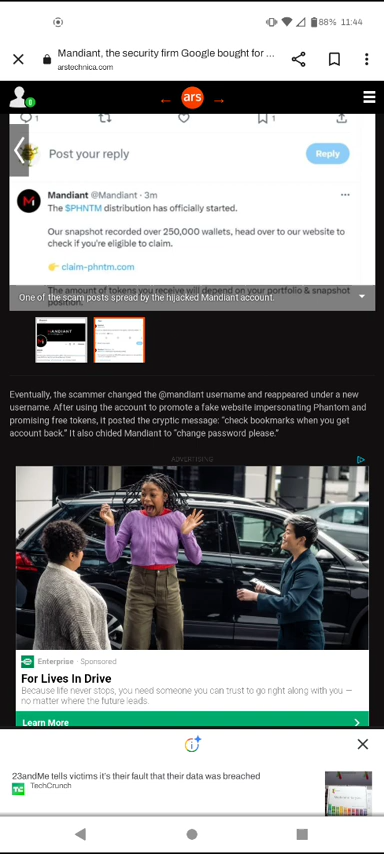 88% 11:44
Mandiant, the security firm Google bought for ...
arstechnica.com
0
ars
1
1
Post your reply
Reply
Mandiant @Mandiant · 3m
The $PHNTM distribution has officially started.
Our snapshot recorded over 250,000 wallets, head over to our website to
check if you're eligible to claim.
👉 claim-phntm.com
The amount of tokens you receive will depend on your portfolio & snapshot
position.
One of the scam posts spread by the hijacked Mandiant account.
MANDIANT
Eventually, the scammer changed the @mandiant username and reappeared under a new
username. After using the account to promote a fake website impersonating Phantom and
promising free tokens, it posted the cryptic message: “check bookmarks when you get
account back.” It also chided Mandiant to “change password please.”
ADVERTISING
Enterprise · Sponsored
For Lives In Drive
Because life never stops, you need someone you can trust to go right along with you —
no matter where the future leads.
Learn More
23andMe tells victims it's their fault that their data was breached
TechCrunch